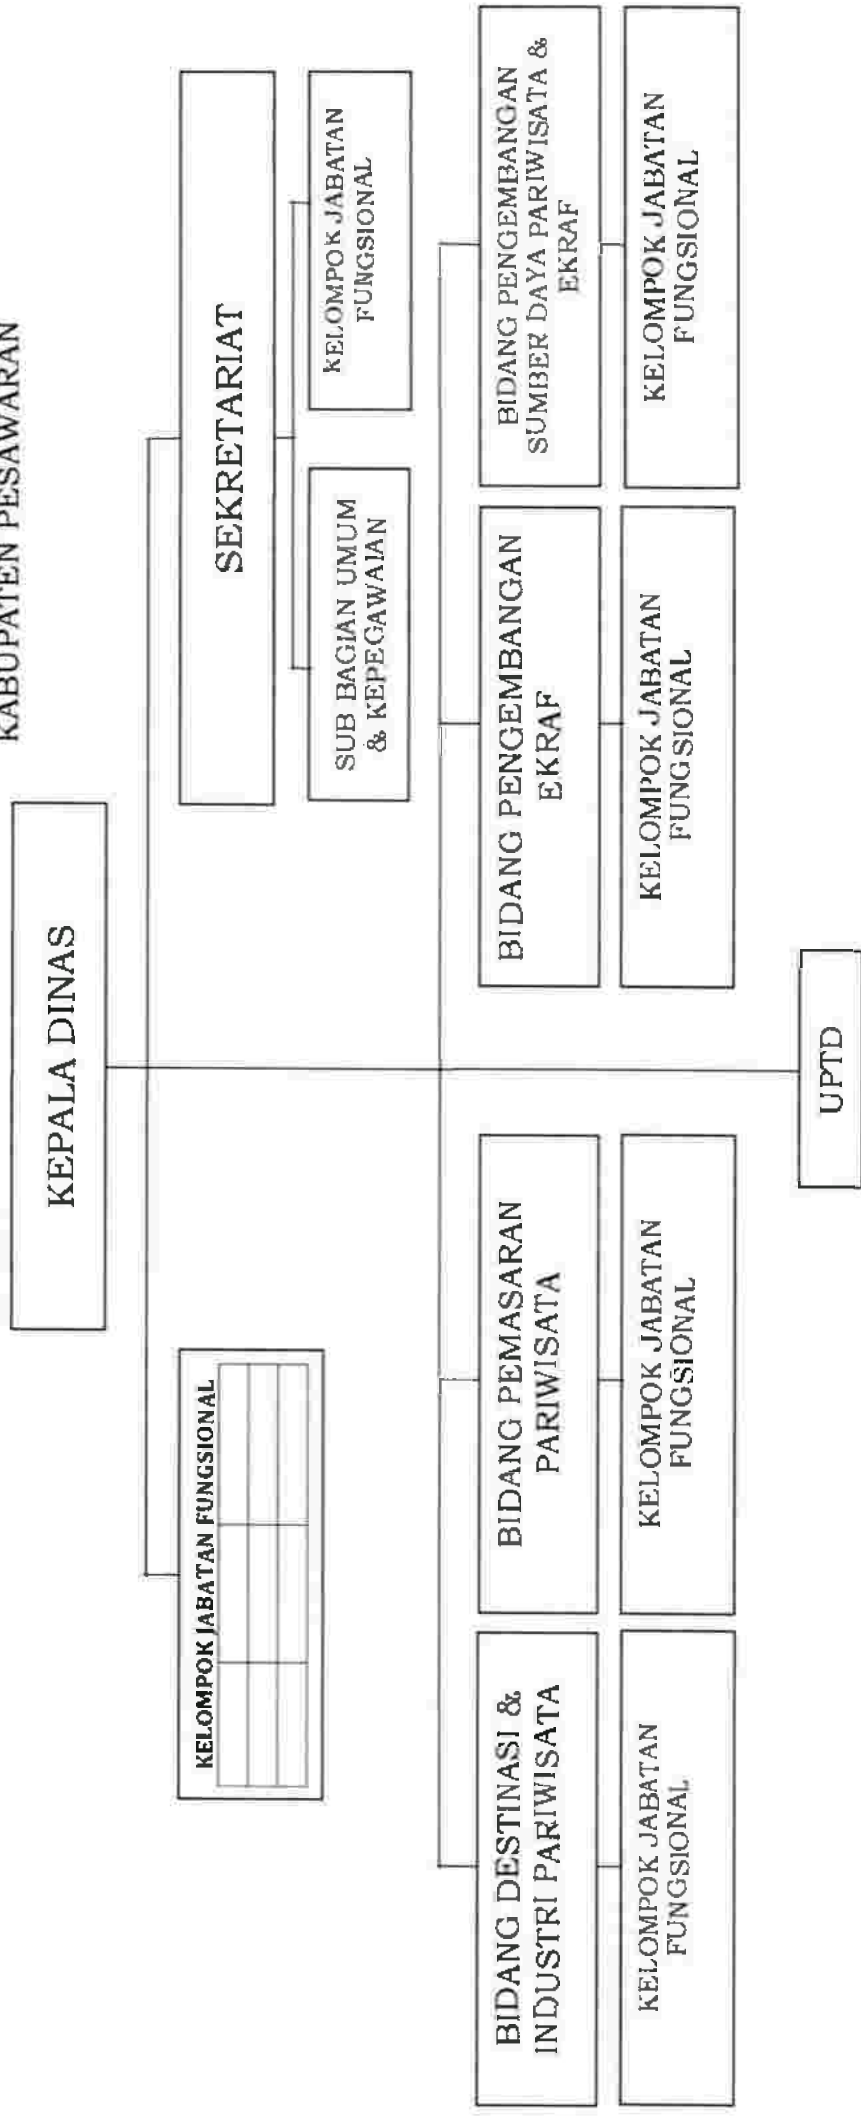 KABUPATEN PESAWARAN
KEPALA DINAS
KELOMPOK JABATAN FUNGSIONAL
SEKRETARIAT
SUB BAGIAN UMUM
& KEPEGAWAIAN
KELOMPOK JABATAN
FUNGSIONAL
BIDANG DESTINASI &
INDUSTRI PARIWISATA
BIDANG PEMASARAN
PARIWISATA
BIDANG PENGEMBANGAN
EKRAF
BIDANG PENGEMBANGAN
SUMBER DAYA PARIWISATA &
EKRAF
KELOMPOK JABATAN
FUNGSIONAL
KELOMPOK JABATAN
FUNGSIONAL
KELOMPOK JABATAN
FUNGSIONAL
KELOMPOK JABATAN
FUNGSIONAL
UPTD